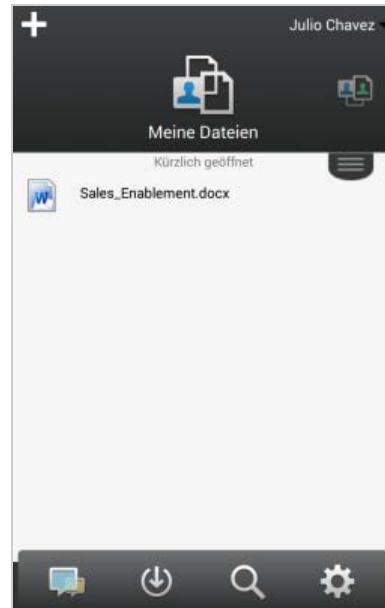 Julio Chavez
Meine Dateien
Kürzlich geöffnet
W
Sales_Enablement.docx